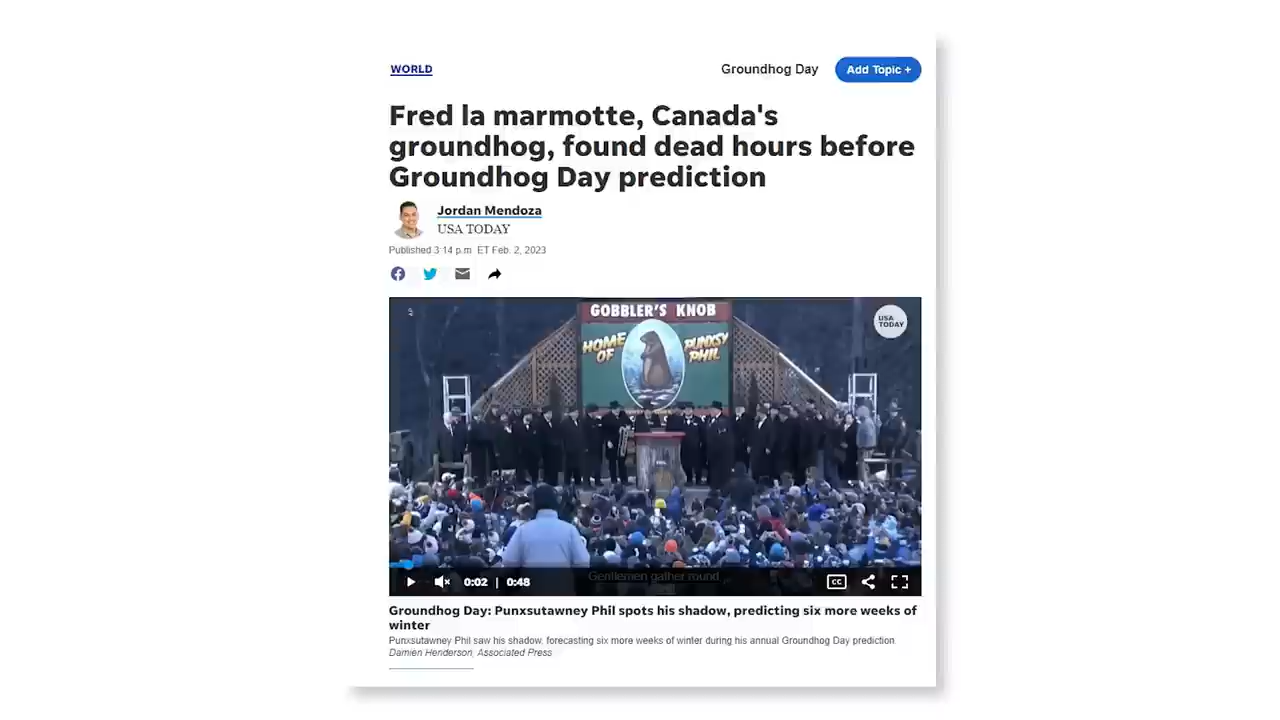 WORLD
Groundhog Day
Add Topic +
Fred la marmotte, Canada's
groundhog, found dead hours before
Groundhog Day prediction
Jordan Mendoza
USA TODAY
Published 3:14 p.m. ET Feb. 2, 2023
GOBBLER'S KNOB
HOME OF
PUNXSY PHIL
USA
TODAY
Gentlemen gather round
0:02 | 0:48
CC
Groundhog Day: Punxsutawney Phil spots his shadow, predicting six more weeks of
winter
Punxsutawney Phil saw his shadow, forecasting six more weeks of winter during his annual Groundhog Day prediction.
Damien Henderson, Associated Press